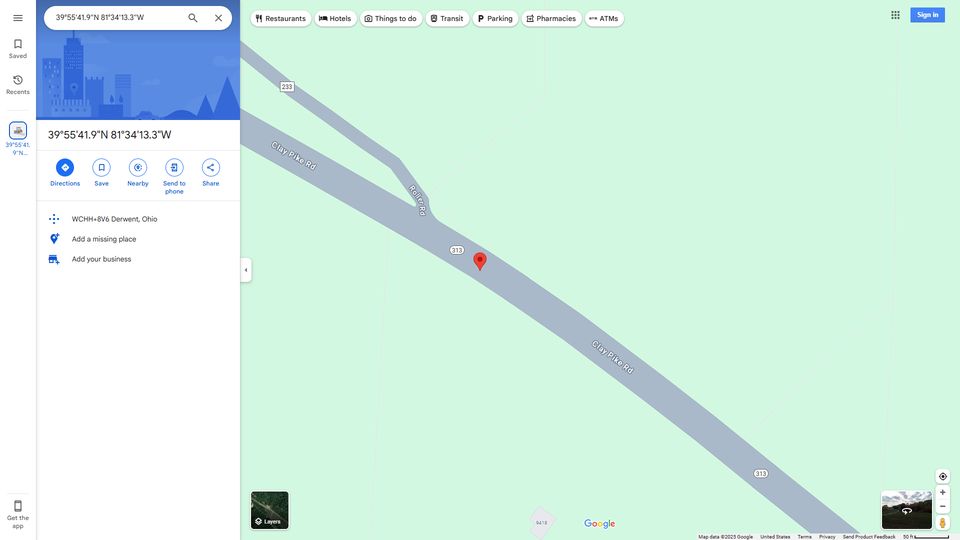 39°55'41.9"N 81°34'13.3"W
Restaurants
Hotels
Things to do
Transit
Parking
Pharmacies
ATMs
Sign in
Saved
Recents
39°55'41.
9"N...
39°55'41.9"N 81°34'13.3"W
Directions
Save
Nearby
Send to
phone
Share
WCHH+8V6 Derwent, Ohio
Add a missing place
Add your business
Get the
app
233
Clay Pike Rd
Roiter Rd
313
Clay Pike Rd
313
9418
Layers
Google
Map data ©2025 Google
United States
Terms
Privacy
Send Product Feedback
50 ft